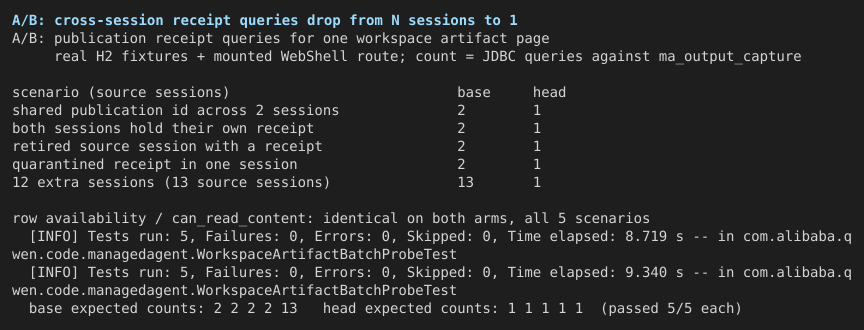 A/B: cross-session receipt queries drop from N sessions to 1
A/B: publication receipt queries for one workspace artifact page
real H2 fixtures + mounted WebShell route; count = JDBC queries against ma_output_capture
scenario (source sessions) base head
shared publication id across 2 sessions 2 1
both sessions hold their own receipt 2 1
retired source session with a receipt 2 1
quarantined receipt in one session 2 1
12 extra sessions (13 source sessions) 13 1
row availability / can_read_content: identical on both arms, all 5 scenarios
[INFO] Tests run: 5, Failures: 0, Errors: 0, Skipped: 0, Time elapsed: 8.719 s -- in com.alibaba.q
wen.code.managedagent.WorkspaceArtifactBatchProbeTest
[INFO] Tests run: 5, Failures: 0, Errors: 0, Skipped: 0, Time elapsed: 9.340 s -- in com.alibaba.q
wen.code.managedagent.WorkspaceArtifactBatchProbeTest
base expected counts: 2 2 2 2 13 head expected counts: 1 1 1 1 1 (passed 5/5 each)